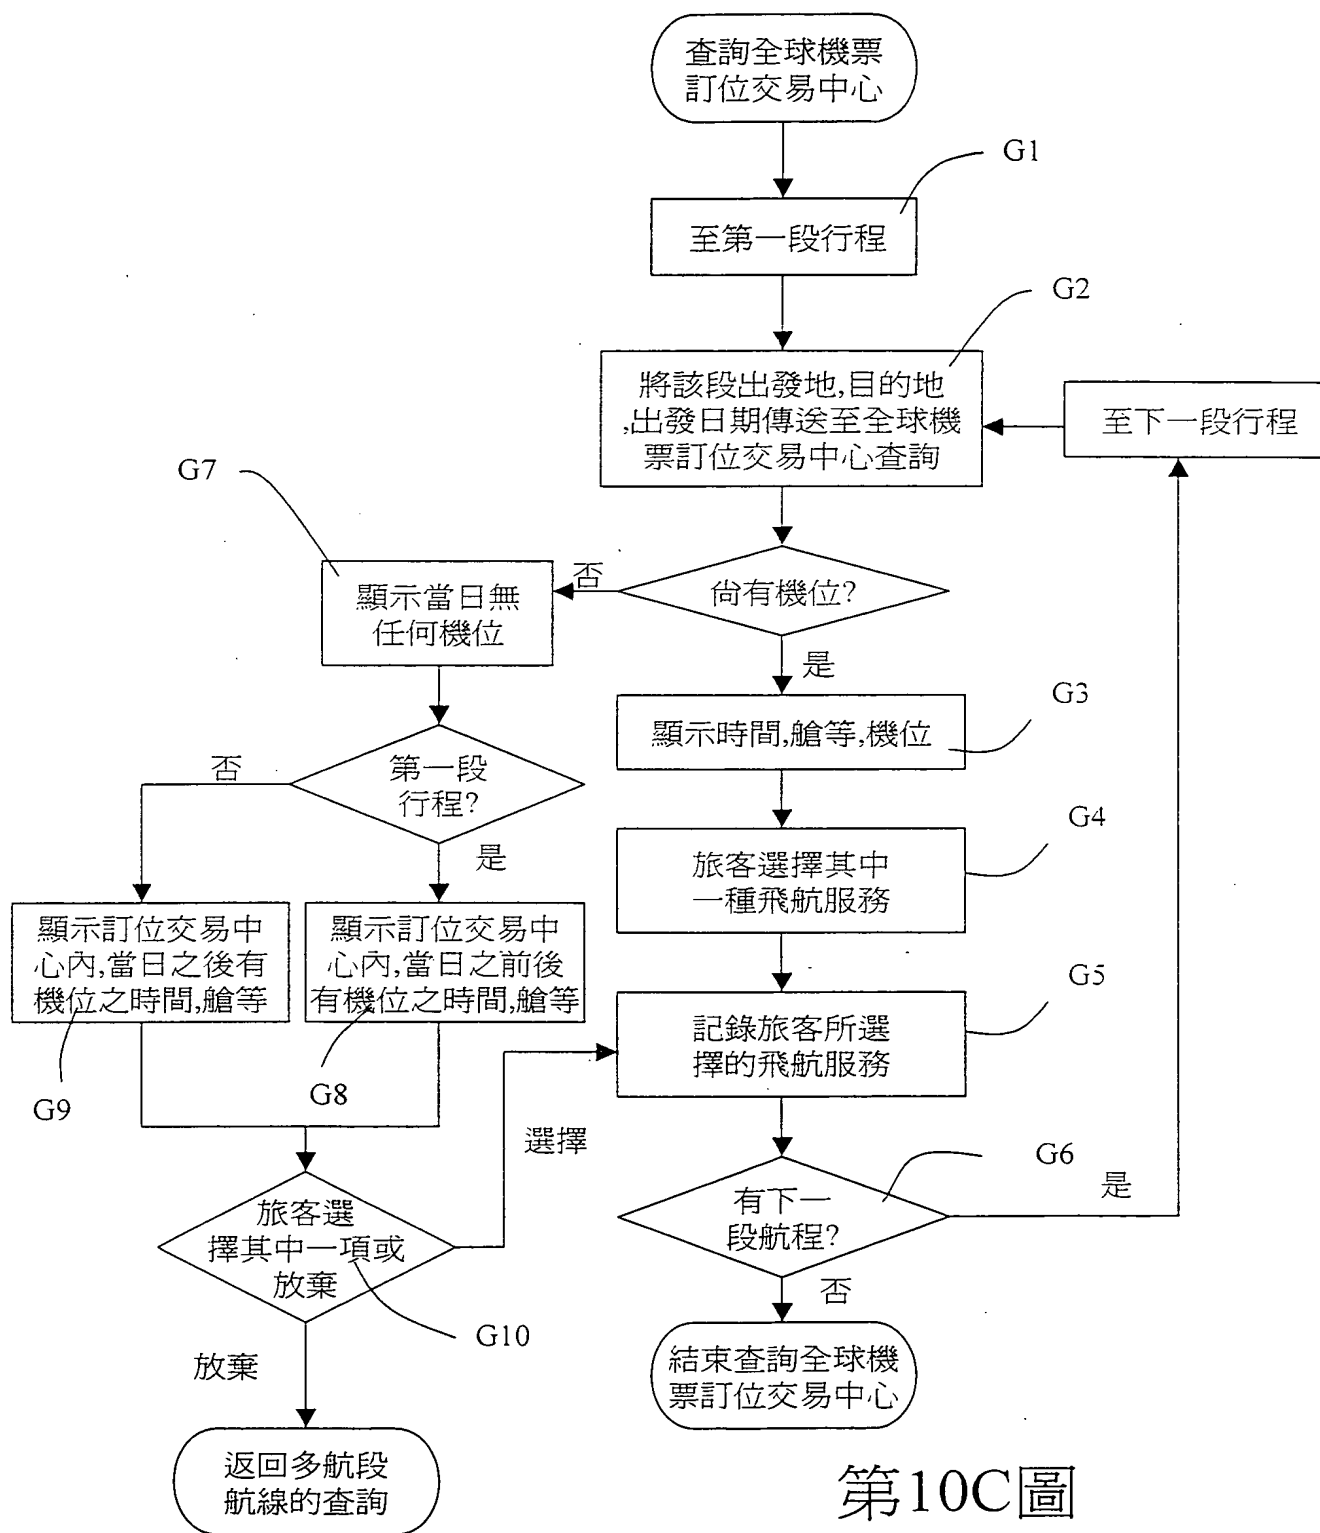 查詢全球機票
訂位交易中心
G1
至第一段行程
G2
將該段出發地,目的地
,出發日期傳送至全球機
票訂位交易中心查詢
至下一段行程
G7
否
顯示當日無
任何機位
尚有機位?
是
G3
顯示時間,艙等,機位
否
第一段
行程?
是
G4
旅客選擇其中
一種飛航服務
顯示訂位交易中
心內,當日之後有
機位之時間,艙等
顯示訂位交易中
心內,當日之前後
有機位之時間,艙等
G5
記錄旅客所選
擇的飛航服務
G9
G8
選擇
G6
有下一
段航程?
是
旅客選
擇其中一項或
放棄
否
G10
放棄
結束查詢全球機
票訂位交易中心
返回多航段
航線的查詢
第10C圖